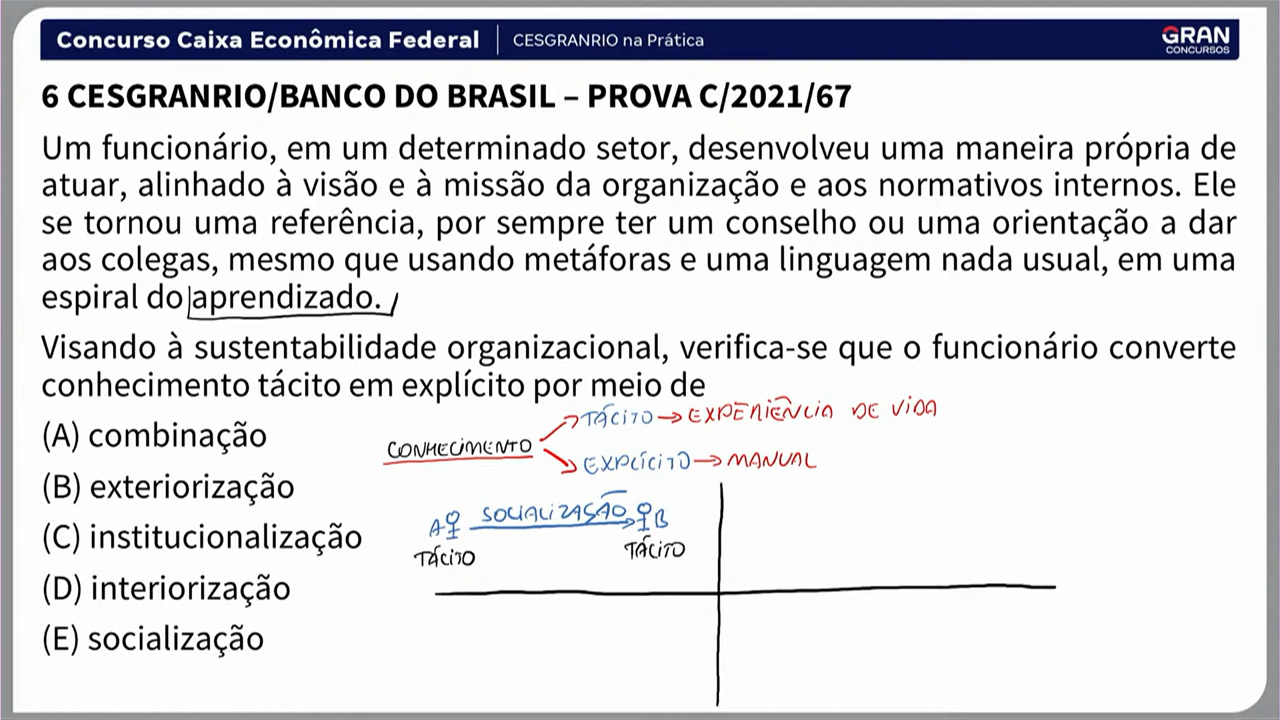 Concurso Caixa Econômica Federal | CESGRANRIO na Prática
GRAN
CONCURSOS
6 CESGRANRIO/BANCO DO BRASIL – PROVA C/2021/67
Um funcionário, em um determinado setor, desenvolveu uma maneira própria de
atuar, alinhado à visão e à missão da organização e aos normativos internos. Ele
se tornou uma referência, por sempre ter um conselho ou uma orientação a dar
aos colegas, mesmo que usando metáforas e uma linguagem nada usual, em uma
espiral do aprendizado.
Visando à sustentabilidade organizacional, verifica-se que o funcionário converte
conhecimento tácito em explícito por meio de
(A) combinação
(B) exteriorização
(C) institucionalização
(D) interiorização
(E) socialização
CONHECIMENTO
TÁCITO → EXPERIÊNCIA DE VIDA
EXPLÍCITO → MANUAL
A SOCIALIZAÇÃO B
TÁCITO TÁCITO